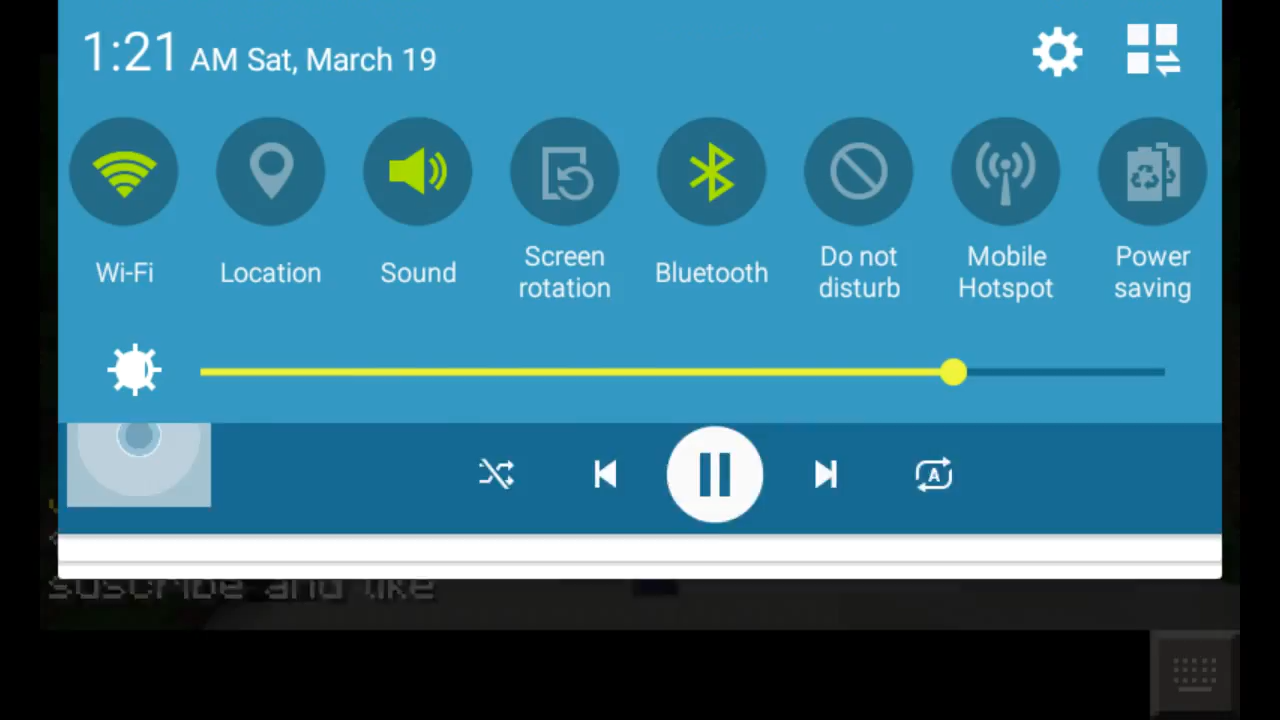 1:21 AM Sat, March 19
Wi-Fi
Location
Sound
Screen
rotation
Bluetooth
Do not
disturb
Mobile
Hotspot
Power
saving
A
suscribe and like